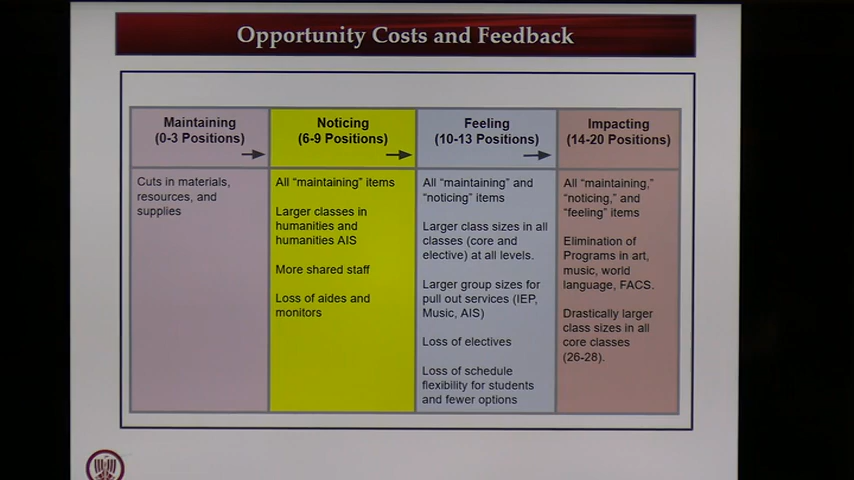 Opportunity Costs and Feedback
Maintaining
(0-3 Positions)
Noticing
(6-9 Positions)
Feeling
(10-13 Positions)
Impacting
(14-20 Positions)
Cuts in materials,
resources, and
supplies
All “maintaining” items
Larger classes in
humanities and
humanities AIS
More shared staff
Loss of aides and
monitors
All “maintaining” and
“noticing” items
Larger class sizes in all
classes (core and
elective) at all levels.
Larger group sizes for
pull out services (IEP,
Music, AIS)
Loss of electives
Loss of schedule
flexibility for students
and fewer options
All “maintaining,”
“noticing,” and
“feeling” items
Elimination of
Programs in art,
music, world
language, FACS.
Drastically larger
class sizes in all
core classes
(26-28).